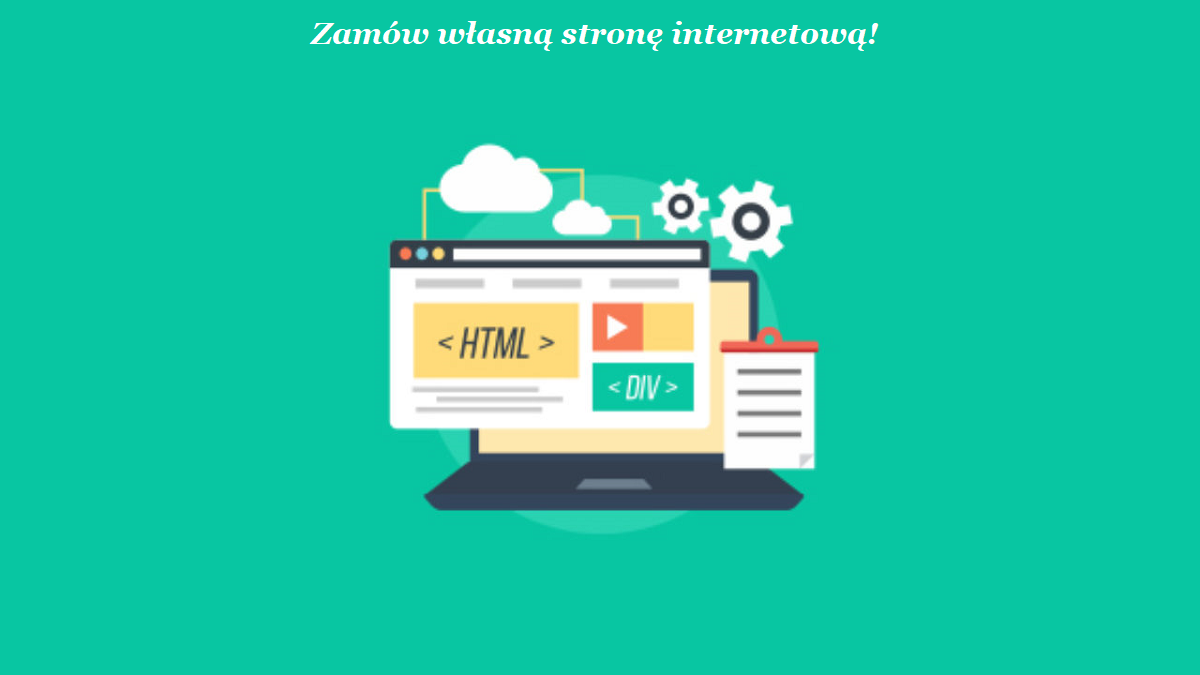 Zamów własną stronę internetową!
< HTML >
< DIV >